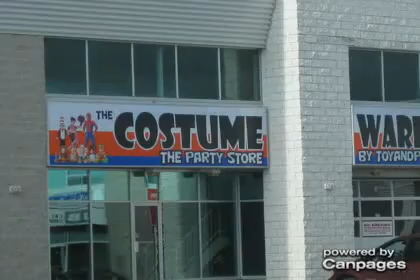 THE COSTUME
THE PARTY STORE
WARE
BY TOYANDP
powered by
Canpages